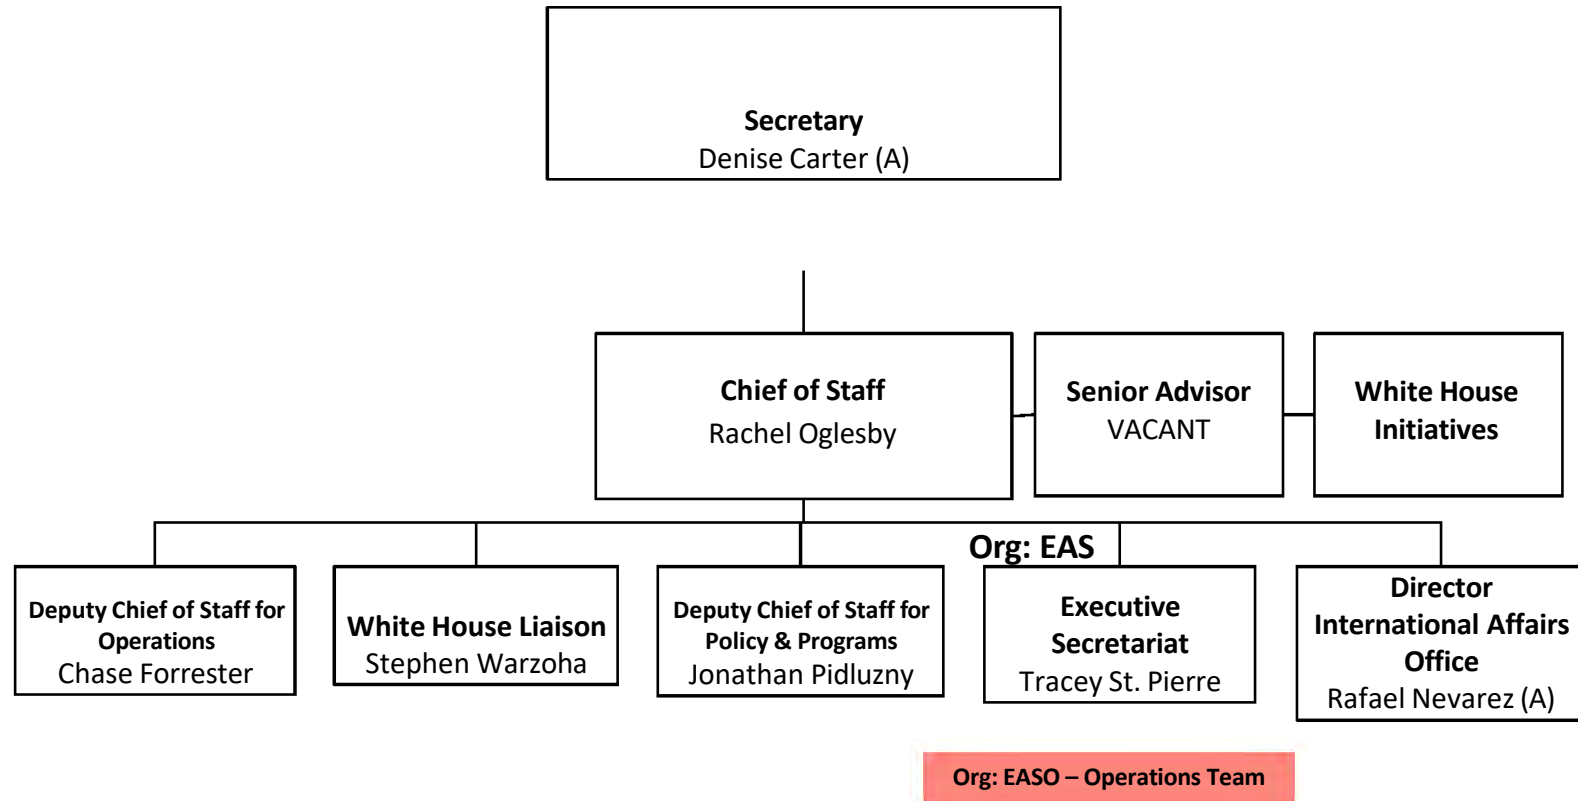 Secretary
Denise Carter (A)
Chief of Staff
Rachel Oglesby
Senior Advisor
VACANT
White House
Initiatives
Org: EAS
Deputy Chief of Staff for
Operations
Chase Forrester
White House Liaison
Stephen Warzoha
Deputy Chief of Staff for
Policy & Programs
Jonathan Pidluzny
Executive
Secretariat
Tracey St. Pierre
Director
International Affairs
Office
Rafael Nevarez (A)
Org: EASO – Operations Team